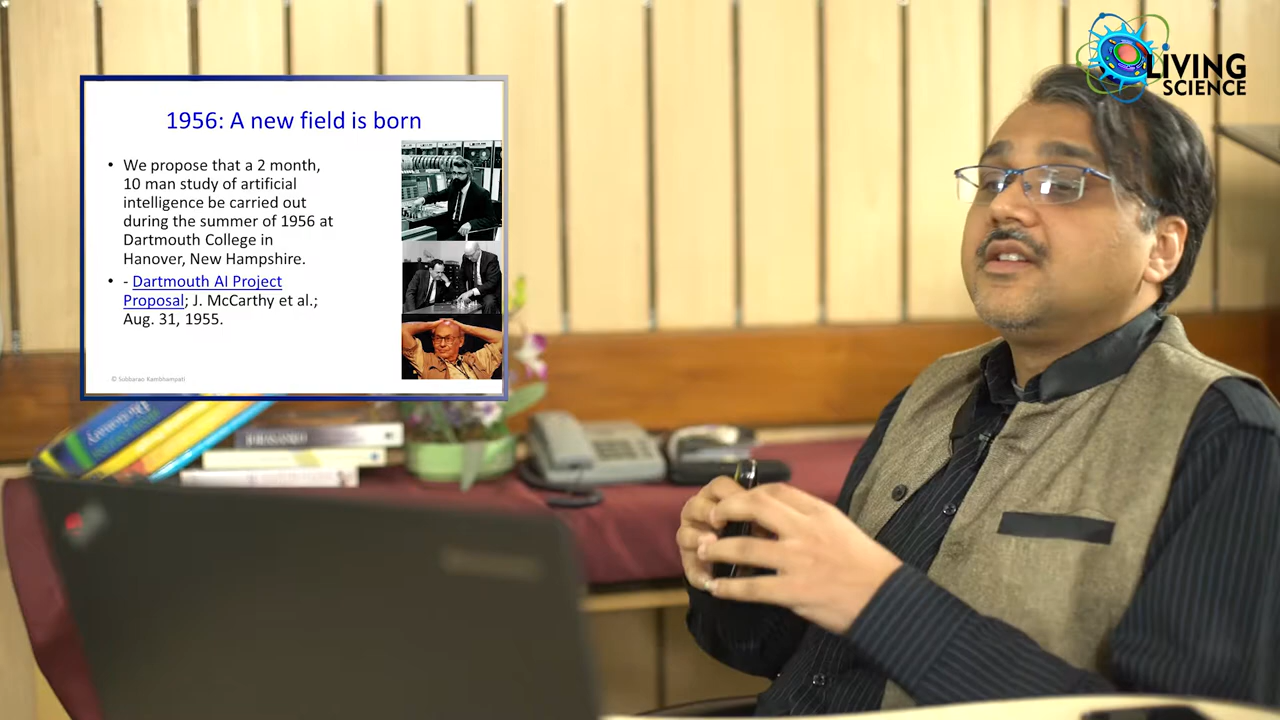 LIVING
SCIENCE
1956: A new field is born
• We propose that a 2 month,
10 man study of artificial
intelligence be carried out
during the summer of 1956 at
Dartmouth College in
Hanover, New Hampshire.
• - Dartmouth AI Project
Proposal; J. McCarthy et al.;
Aug. 31, 1955.
© Subbarao Kambhampati